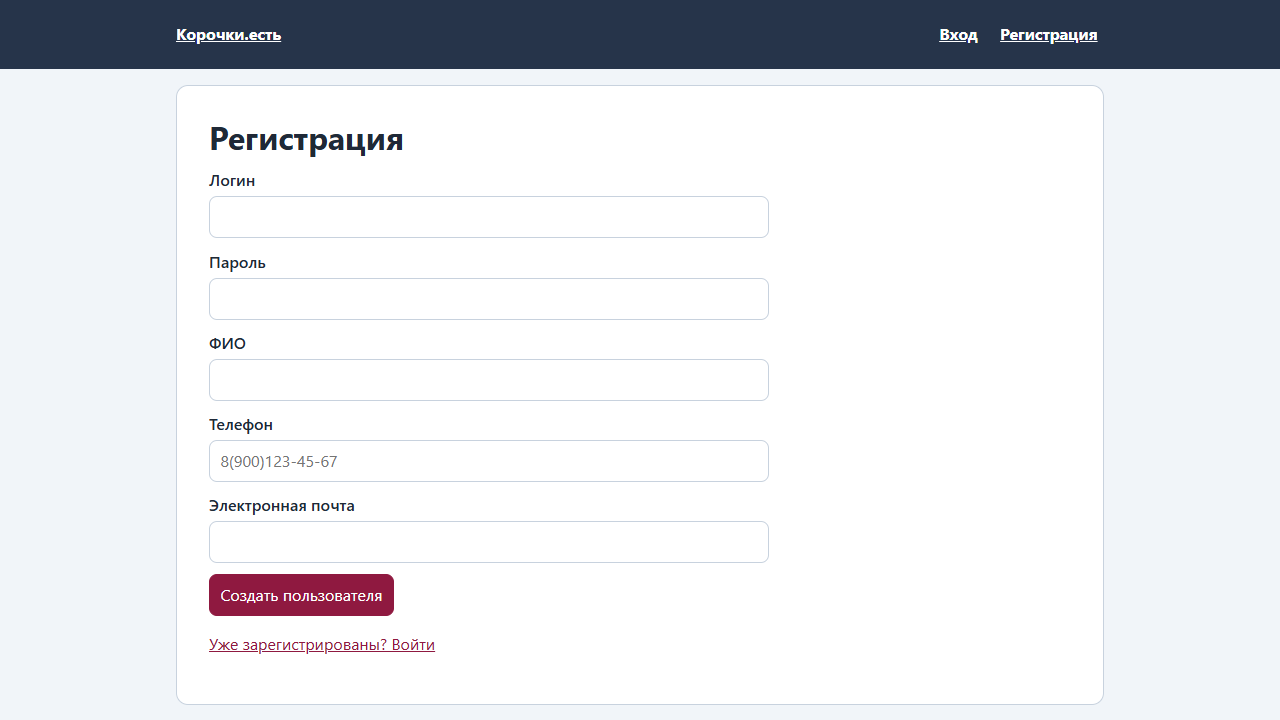 Корочки.есть
Вход Регистрация
Регистрация
Логин
Пароль
ФИО
Телефон
8(900)123-45-67
Электронная почта
Создать пользователя
Уже зарегистрированы? Войти